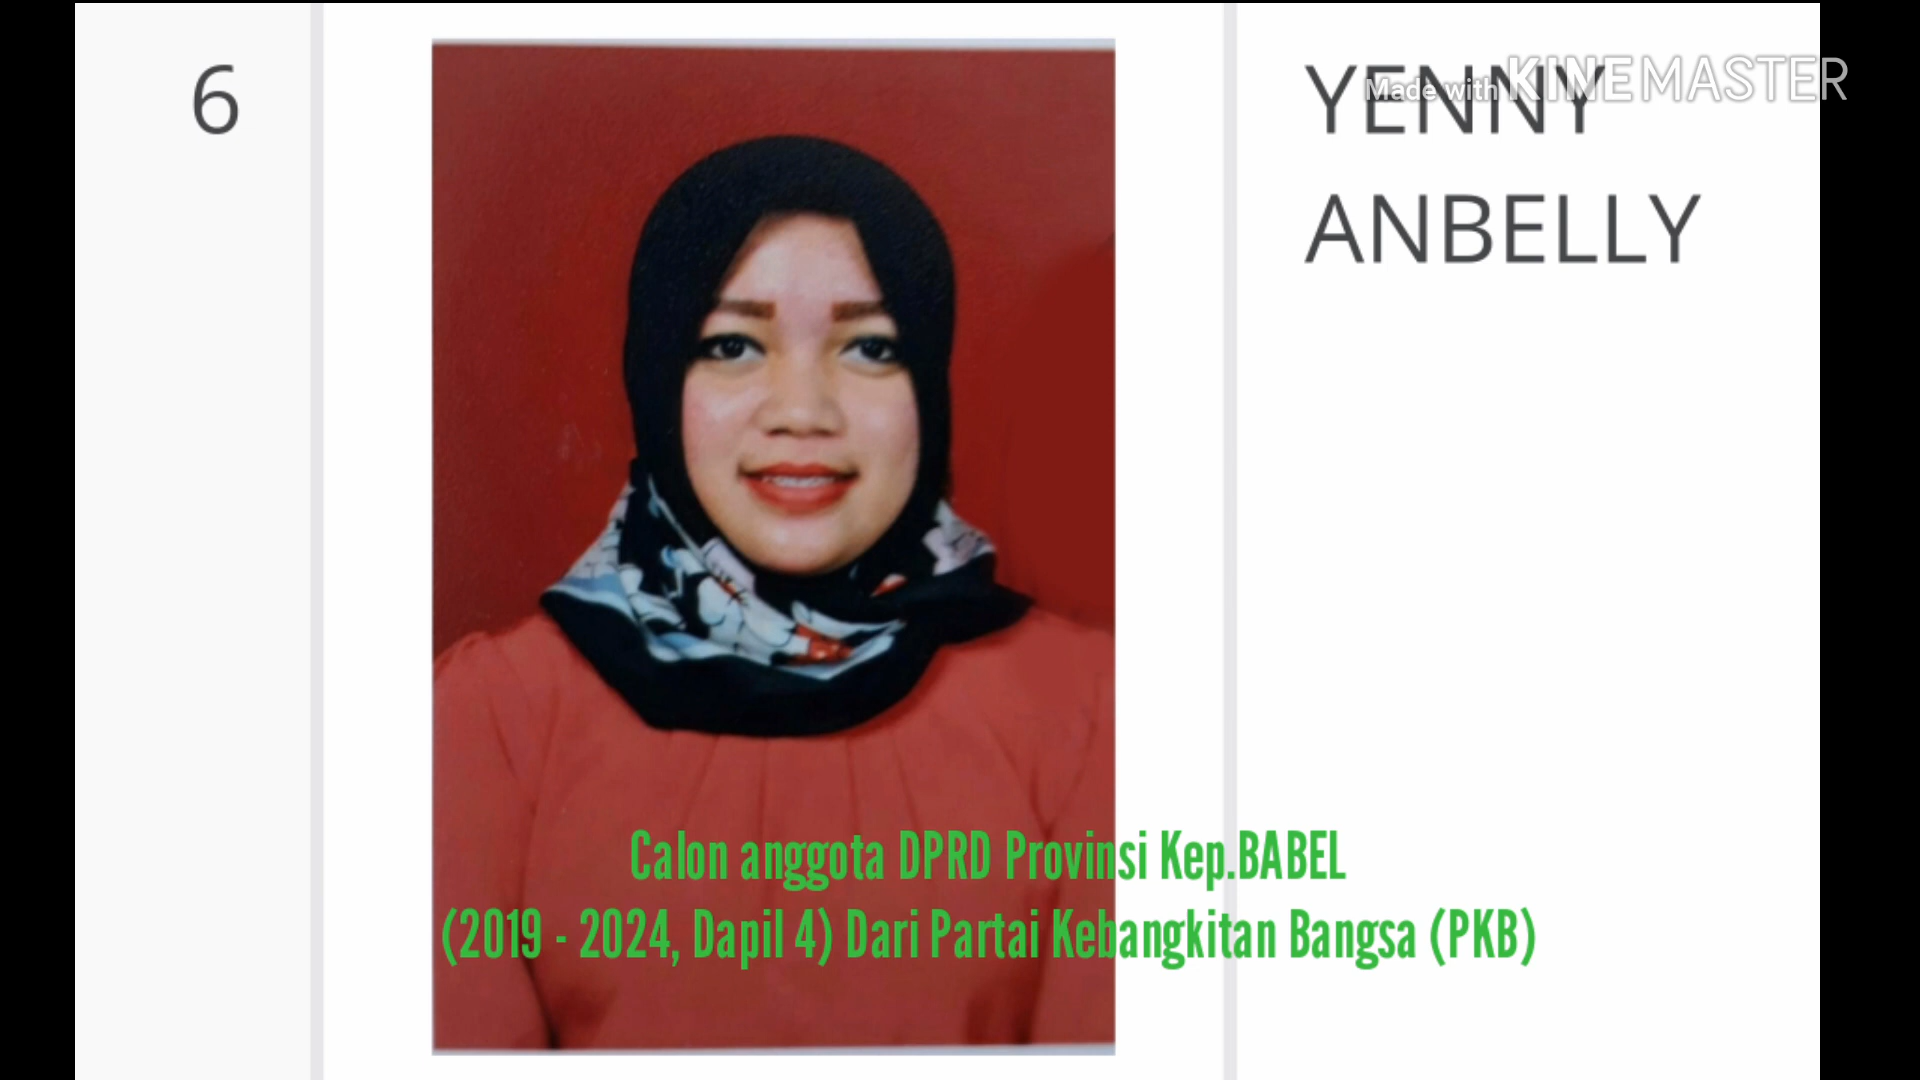 6
YENNY
ANBELLY
Made with KINEMASTER
Calon anggota DPRD Provinsi Kep.BABEL
(2019 - 2024, Dapil 4) Dari Partai Kebangkitan Bangsa (PKB)